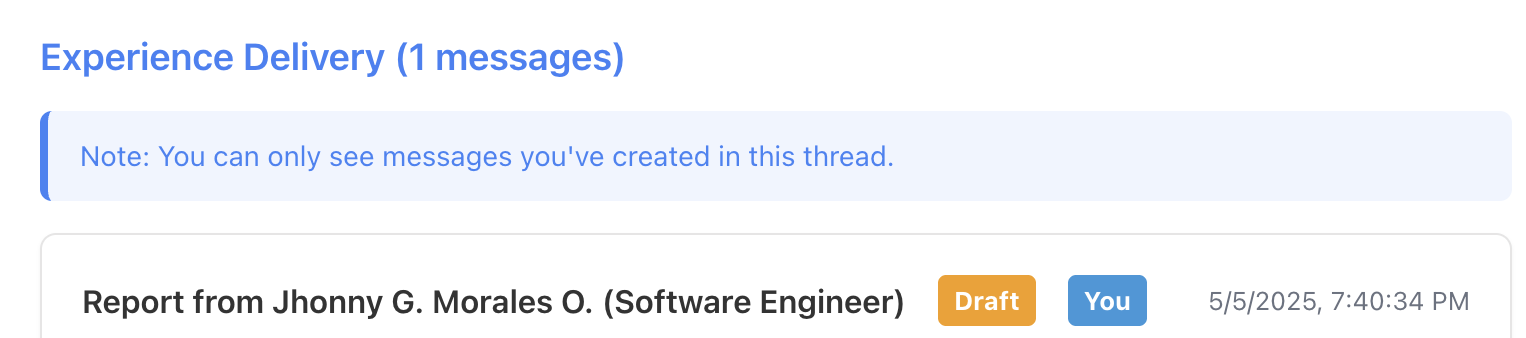 Experience Delivery (1 messages)
Note: You can only see messages you've created in this thread.
Report from Jhonny G. Morales O. (Software Engineer) Draft You 5/5/2025, 7:40:34 PM